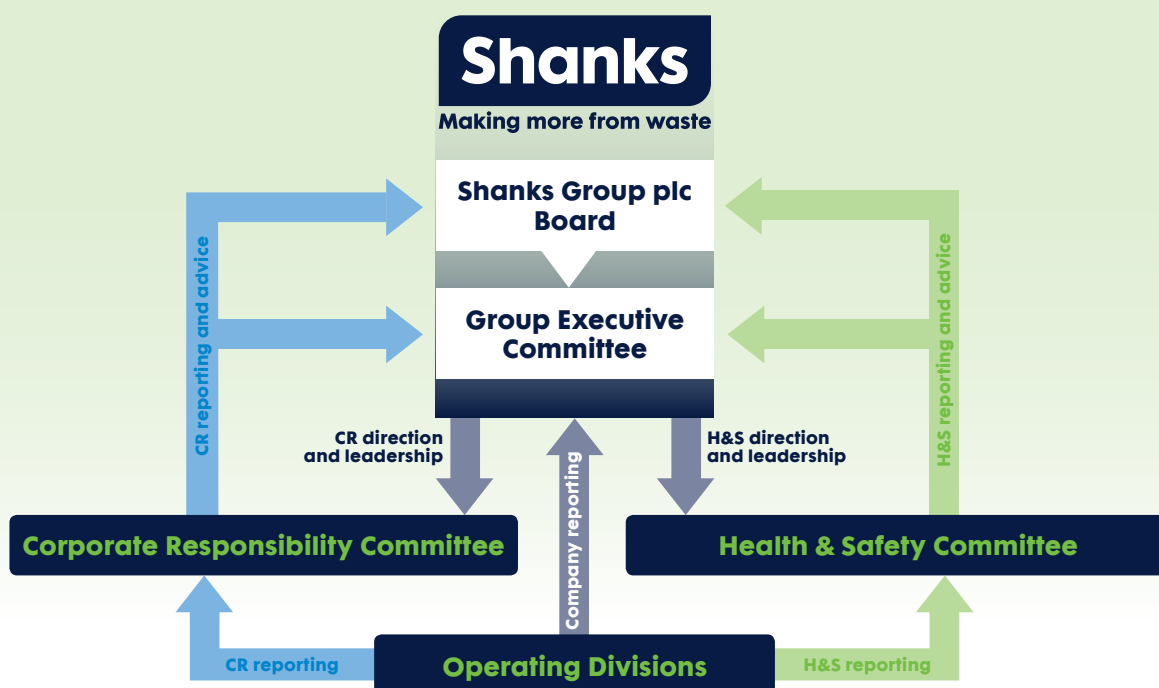 Shanks
Making more from waste
Shanks Group plc
Board
Group Executive
Committee
CR reporting and advice
H&S reporting and advice
CR direction
and leadership
H&S direction
and leadership
Company reporting
Corporate Responsibility Committee
Health & Safety Committee
CR reporting
Operating Divisions
H&S reporting